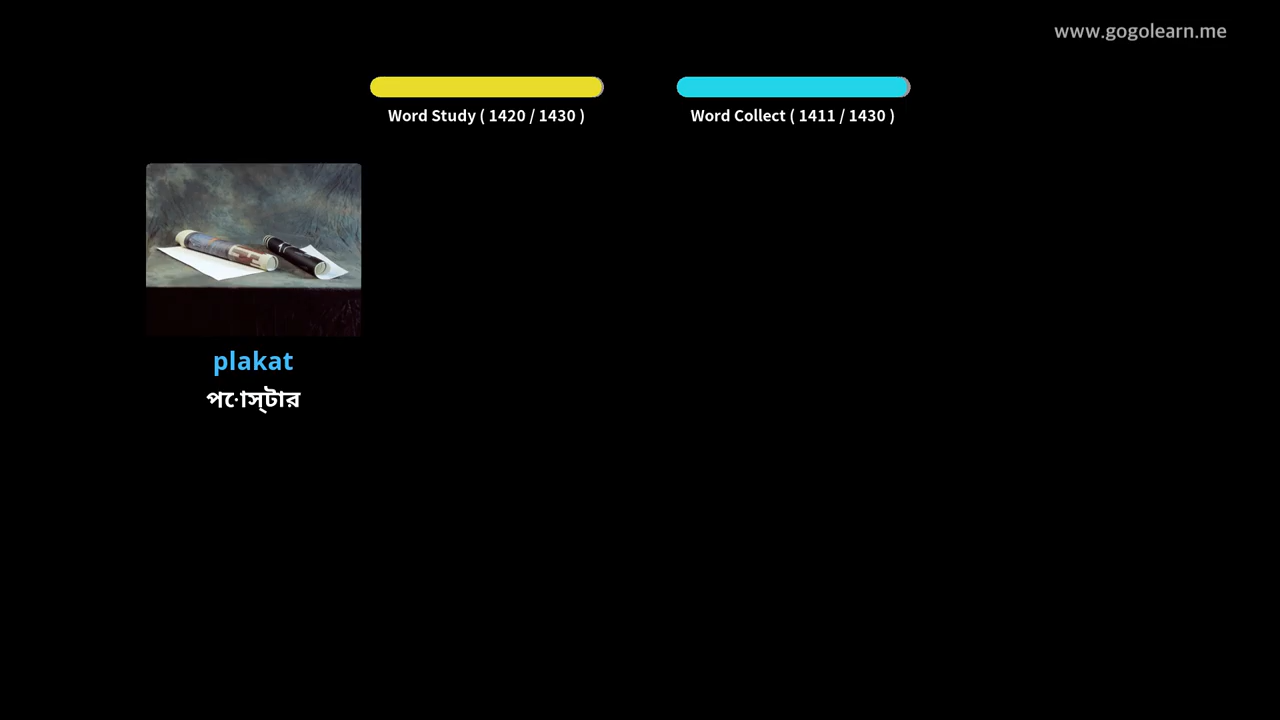 www.gogolearn.me
Word Study ( 1420 / 1430 )
Word Collect ( 1411 / 1430 )
plakat
পোস্টার